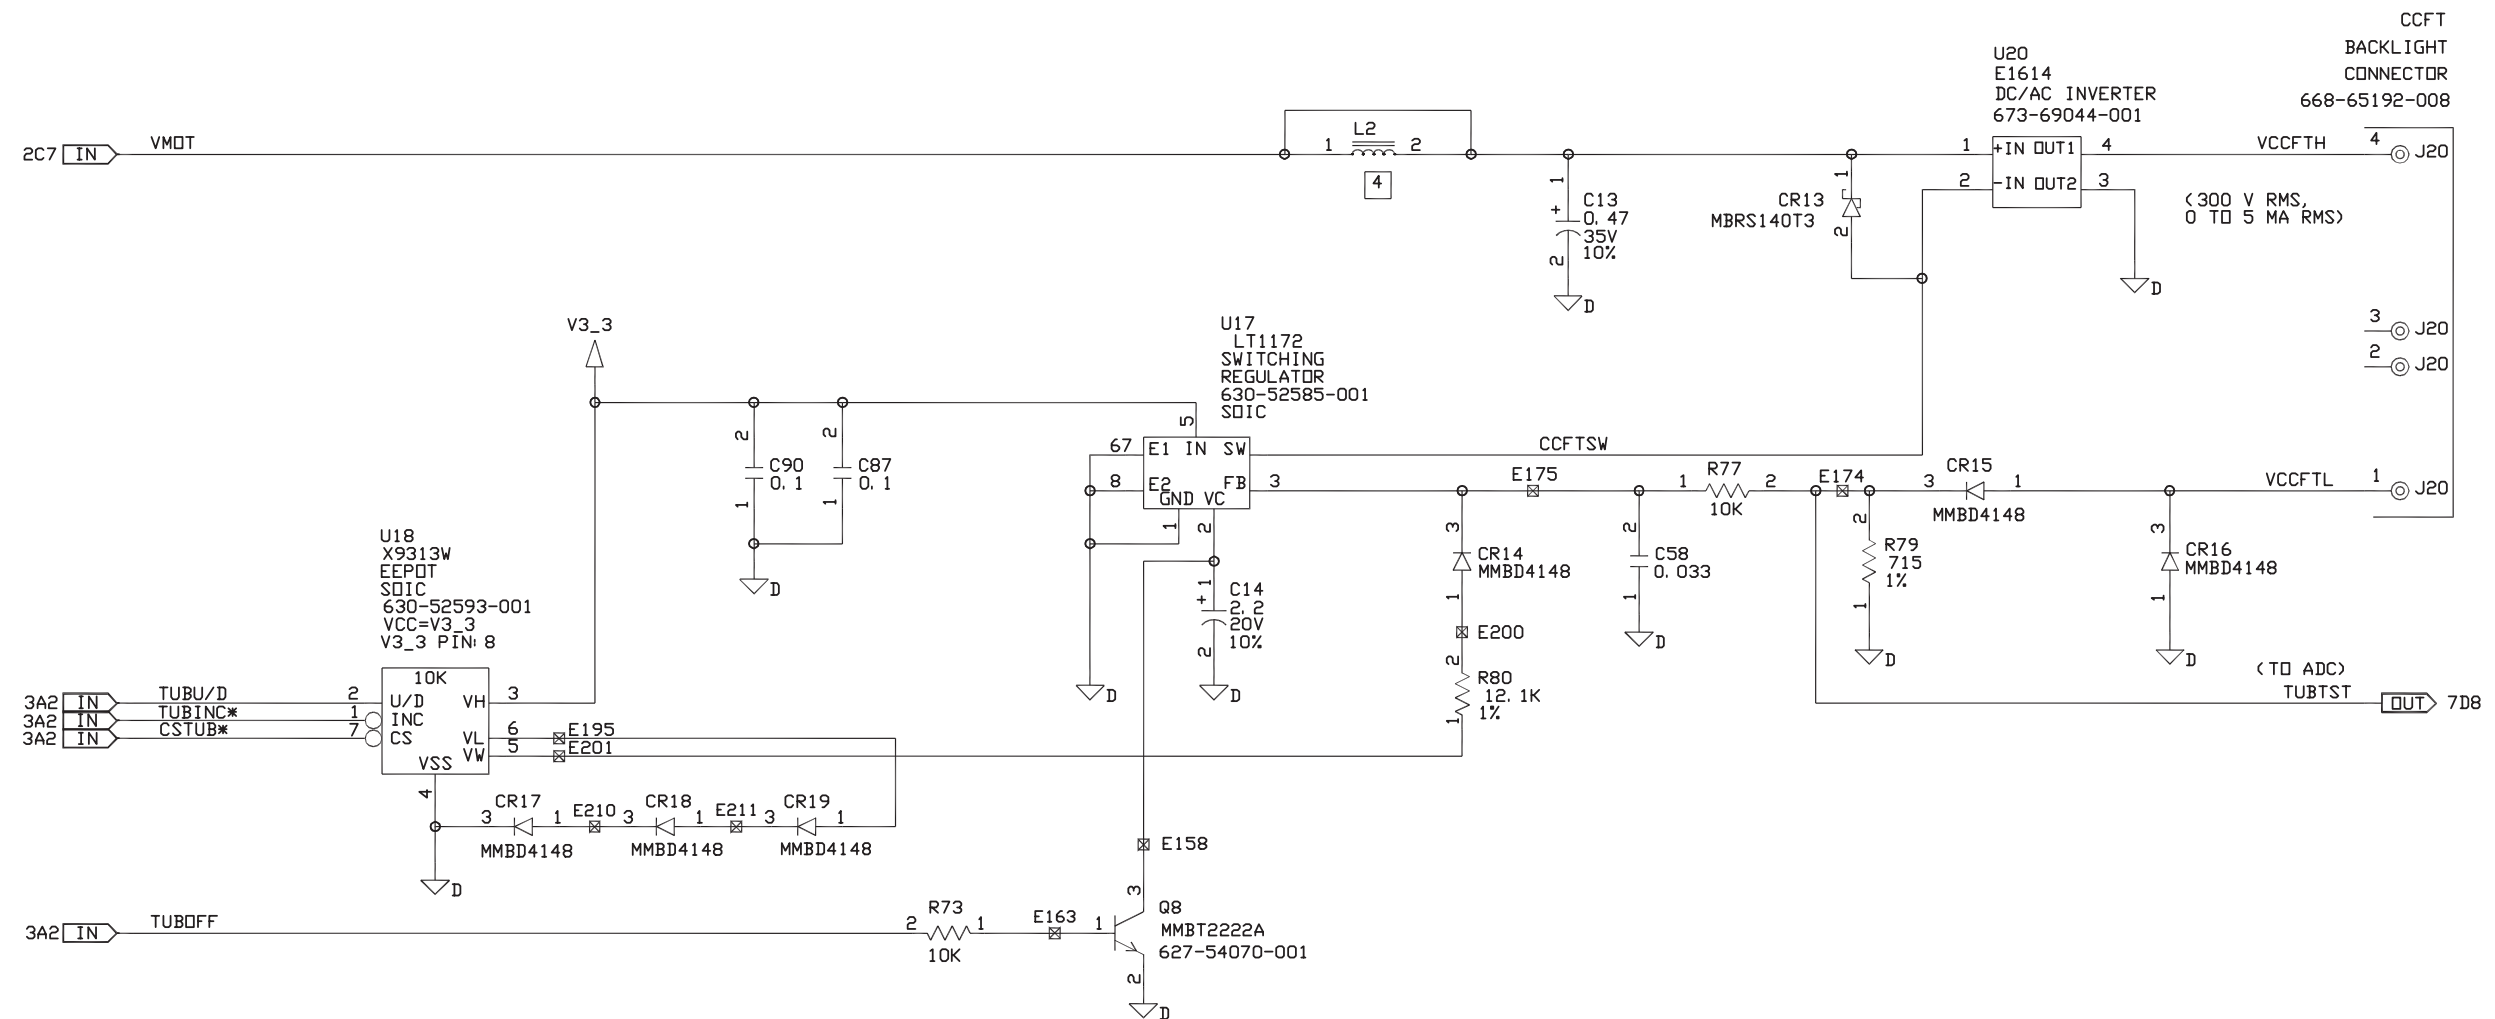 CCFT
BACKLIGHT
CONNECTOR
668-65192-008
U20
E1614
DC/AC INVERTER
673-69044-001
2C7 IN VMOT
1 L2 2
4
1 +IN OUT1 4
2 -IN OUT2 3
VCCFTH
4 J20
(300 V RMS,
0 TO 5 MA RMS)
1
+
C13
0.47
35V
10%
2
D
1
CR13
MBRS140T3
2
D
3 J20
2 J20
V3_3
U17
LT1172
SWITCHING
REGULATOR
630-52585-001
SOIC
5
67 E1 IN SW
8 E2 FB 3
GND VC
1 2
CCFTSW
2
C90
0.1
1
2
C87
0.1
1
D
E175
1 R77 2
10K
E174
CR15
3 1
MMBD4148
VCCFTL
1 J20
3
CR14
MMBD4148
1
E200
2
R80
12.1K
1%
1
2
C58
0.033
1
D
2
R79
715
1%
1
D
3
CR16
MMBD4148
1
D
1
+
C14
2.2
20V
10%
2
D
D
(TO ADC)
TUBTST
OUT 7D8
U18
X9313W
EEPOT
SOIC
630-52593-001
VCC=V3_3
V3_3 PIN: 8
10K
3A2 IN TUBU/D 2 U/D VH 3
3A2 IN TUBINC* 1 INC
3A2 IN CSTUB* 7 CS
VL 6 E195
VW 5 E201
VSS
4
3 CR17 1
MMBD4148
E210
3 CR18 1
MMBD4148
E211
3 CR19 1
MMBD4148
D
E158
3A2 IN TUBOFF
2 R73 1
10K
E163
1
3
Q8
MMBT2222A
627-54070-001
2
D